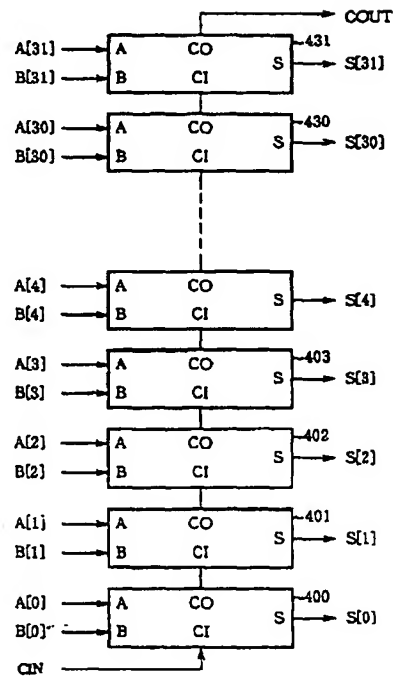 COUT
A[31] A CO 431
S S[31]
B[31] B CI
A[30] A CO 430
S S[30]
B[30] B CI
A[4] A CO
S S[4]
B[4] B CI
A[3] A CO 403
S S[3]
B[3] B CI
A[2] A CO 402
S S[2]
B[2] B CI
A[1] A CO 401
S S[1]
B[1] B CI
A[0] A CO 400
S S[0]
B[0] B CI
CIN